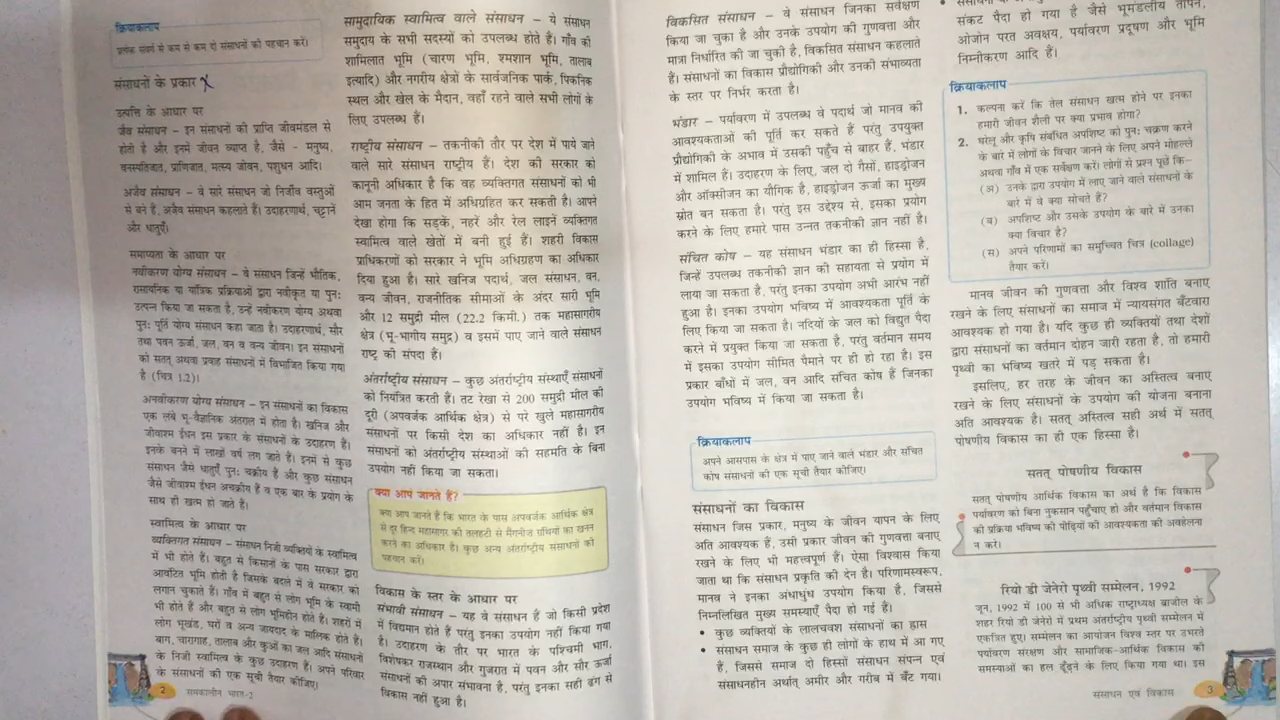 क्रियाकलाप
प्रत्येक संवर्ग से कम से कम दो संसाधनों की पहचान करें।
संसाधनों के प्रकार
उत्पत्ति के आधार पर
जैव संसाधन – इन संसाधनों की प्राप्ति जीवमंडल से
होती है और इनमें जीवन व्याप्त है, जैसे - मनुष्य,
वनस्पतिजात, प्राणिजात, मत्स्य जीवन, पशुधन आदि।
अजैव संसाधन – वे सारे संसाधन जो निर्जीव वस्तुओं
से बने हैं, अजैव संसाधन कहलाते हैं। उदाहरणार्थ, चट्टानें
और धातुएँ।
समाप्यता के आधार पर
नवीकरण योग्य संसाधन – वे संसाधन जिन्हें भौतिक,
रासायनिक या यांत्रिक प्रक्रियाओं द्वारा नवीकृत या पुनः
उत्पन्न किया जा सकता है, उन्हें नवीकरण योग्य अथवा
पुनः पूर्ति योग्य संसाधन कहा जाता है। उदाहरणार्थ, सौर
तथा पवन ऊर्जा, जल, वन व वन्य जीवन। इन संसाधनों
को सतत् अथवा प्रवाह संसाधनों में विभाजित किया गया
है (चित्र 1.2)।
अनवीकरण योग्य संसाधन – इन संसाधनों का विकास
एक लंबे भू-वैज्ञानिक अंतराल में होता है। खनिज और
जीवाश्म ईंधन इस प्रकार के संसाधनों के उदाहरण हैं।
इनके बनने में लाखों वर्ष लग जाते हैं। इनमें से कुछ
संसाधन जैसे धातुएँ पुनः चक्रीय हैं और कुछ संसाधन
जैसे जीवाश्म ईंधन अचक्रीय हैं व एक बार के प्रयोग के
साथ ही खत्म हो जाते हैं।
स्वामित्व के आधार पर
व्यक्तिगत संसाधन – संसाधन निजी व्यक्तियों के स्वामित्व
में भी होते हैं। बहुत से किसानों के पास सरकार द्वारा
आवंटित भूमि होती है जिसके बदले में वे सरकार को
लगान चुकाते हैं। गाँव में बहुत से लोग भूमि के स्वामी
भी होते हैं और बहुत से लोग भूमिहीन होते हैं। शहरों में
लोग भूखंड, घरों व अन्य जायदाद के मालिक होते हैं।
बाग, चारागाह, तालाब और कुओं का जल आदि संसाधनों
के निजी स्वामित्व के कुछ उदाहरण हैं। अपने परिवार
के संसाधनों की एक सूची तैयार कीजिए।
2 समकालीन भारत-2
सामुदायिक स्वामित्व वाले संसाधन – ये संसाधन
समुदाय के सभी सदस्यों को उपलब्ध होते हैं। गाँव की
शामिलात भूमि (चारण भूमि, श्मशान भूमि, तालाब
इत्यादि) और नगरीय क्षेत्रों के सार्वजनिक पार्क, पिकनिक
स्थल और खेल के मैदान, वहाँ रहने वाले सभी लोगों के
लिए उपलब्ध हैं।
राष्ट्रीय संसाधन – तकनीकी तौर पर देश में पाये जाने
वाले सारे संसाधन राष्ट्रीय हैं। देश की सरकार को
कानूनी अधिकार है कि वह व्यक्तिगत संसाधनों को भी
आम जनता के हित में अधिग्रहित कर सकती है। आपने
देखा होगा कि सड़कें, नहरें और रेल लाइनें व्यक्तिगत
स्वामित्व वाले खेतों में बनी हुई हैं। शहरी विकास
प्राधिकरणों को सरकार ने भूमि अधिग्रहण का अधिकार
दिया हुआ है। सारे खनिज पदार्थ, जल संसाधन, वन,
वन्य जीवन, राजनीतिक सीमाओं के अंदर सारी भूमि
और 12 समुद्री मील (22.2 किमी.) तक महासागरीय
क्षेत्र (भू-भागीय समुद्र) व इसमें पाए जाने वाले संसाधन
राष्ट्र की संपदा हैं।
अंतर्राष्ट्रीय संसाधन – कुछ अंतर्राष्ट्रीय संस्थाएँ संसाधनों
को नियंत्रित करती हैं। तट रेखा से 200 समुद्री मील की
दूरी (अपवर्जक आर्थिक क्षेत्र) से परे खुले महासागरीय
संसाधनों पर किसी देश का अधिकार नहीं है। इन
संसाधनों को अंतर्राष्ट्रीय संस्थाओं की सहमति के बिना
उपयोग नहीं किया जा सकता।
क्या आप जानते हैं?
क्या आप जानते हैं कि भारत के पास अपवर्जक आर्थिक क्षेत्र
से दूर हिन्द महासागर की तलहटी से मैंगनीज ग्रंथियों का खनन
करने का अधिकार है। कुछ अन्य अंतर्राष्ट्रीय संसाधनों की
पहचान करें।
विकास के स्तर के आधार पर
संभावी संसाधन – यह वे संसाधन हैं जो किसी प्रदेश
में विद्यमान होते हैं परंतु इनका उपयोग नहीं किया गया
है। उदाहरण के तौर पर भारत के पश्चिमी भाग,
विशेषकर राजस्थान और गुजरात में पवन और सौर ऊर्जा
संसाधनों की अपार संभावना है, परंतु इनका सही ढंग से
विकास नहीं हुआ है।
विकसित संसाधन – वे संसाधन जिनका सर्वेक्षण
किया जा चुका है और उनके उपयोग की गुणवत्ता और
मात्रा निर्धारित की जा चुकी है, विकसित संसाधन कहलाते
हैं। संसाधनों का विकास प्रौद्योगिकी और उनकी संभाव्यता
के स्तर पर निर्भर करता है।
भंडार – पर्यावरण में उपलब्ध वे पदार्थ जो मानव की
आवश्यकताओं की पूर्ति कर सकते हैं परंतु उपयुक्त
प्रौद्योगिकी के अभाव में उसकी पहुँच से बाहर हैं, भंडार
में शामिल हैं। उदाहरण के लिए, जल दो गैसों, हाइड्रोजन
और ऑक्सीजन का यौगिक है, हाइड्रोजन ऊर्जा का मुख्य
स्रोत बन सकता है। परंतु इस उद्देश्य से, इसका प्रयोग
करने के लिए हमारे पास उन्नत तकनीकी ज्ञान नहीं है।
संचित कोष – यह संसाधन भंडार का ही हिस्सा है,
जिन्हें उपलब्ध तकनीकी ज्ञान की सहायता से प्रयोग में
लाया जा सकता है, परंतु इनका उपयोग अभी आरंभ नहीं
हुआ है। इनका उपयोग भविष्य में आवश्यकता पूर्ति के
लिए किया जा सकता है। नदियों के जल को विद्युत पैदा
करने में प्रयुक्त किया जा सकता है, परंतु वर्तमान समय
में इसका उपयोग सीमित पैमाने पर ही हो रहा है। इस
प्रकार बाँधों में जल, वन आदि संचित कोष हैं जिनका
उपयोग भविष्य में किया जा सकता है।
क्रियाकलाप
अपने आसपास के क्षेत्र में पाए जाने वाले भंडार और संचित
कोष संसाधनों की एक सूची तैयार कीजिए।
संसाधनों का विकास
संसाधन जिस प्रकार, मनुष्य के जीवन यापन के लिए
अति आवश्यक हैं, उसी प्रकार जीवन की गुणवत्ता बनाए
रखने के लिए भी महत्त्वपूर्ण हैं। ऐसा विश्वास किया
जाता था कि संसाधन प्रकृति की देन है। परिणामस्वरूप,
मानव ने इनका अंधाधुंध उपयोग किया है, जिससे
निम्नलिखित मुख्य समस्याएँ पैदा हो गई हैं।
• कुछ व्यक्तियों के लालचवश संसाधनों का ह्रास
• संसाधन समाज के कुछ ही लोगों के हाथ में आ गए
हैं, जिससे समाज दो हिस्सों संसाधन संपन्न एवं
संसाधनहीन अर्थात् अमीर और गरीब में बँट गया।
संकट पैदा हो गया है जैसे भूमंडलीय तापन,
ओजोन परत अवक्षय, पर्यावरण प्रदूषण और भूमि
निम्नीकरण आदि हैं।
क्रियाकलाप
1. कल्पना करें कि तेल संसाधन खत्म होने पर इनका
हमारी जीवन शैली पर क्या प्रभाव होगा?
2. घरेलू और कृषि संबंधित अपशिष्ट को पुनः चक्रण करने
के बारे में लोगों के विचार जानने के लिए अपने मोहल्ले
अथवा गाँव में एक सर्वेक्षण करें। लोगों से प्रश्न पूछें कि–
(अ) उनके द्वारा उपयोग में लाए जाने वाले संसाधनों के
बारे में वे क्या सोचते हैं?
(ब) अपशिष्ट और उसके उपयोग के बारे में उनका
क्या विचार है?
(स) अपने परिणामों का समुच्चित चित्र (collage)
तैयार करें।
मानव जीवन की गुणवत्ता और विश्व शांति बनाए
रखने के लिए संसाधनों का समाज में न्यायसंगत बँटवारा
आवश्यक हो गया है। यदि कुछ ही व्यक्तियों तथा देशों
द्वारा संसाधनों का वर्तमान दोहन जारी रहता है, तो हमारी
पृथ्वी का भविष्य खतरे में पड़ सकता है।
इसलिए, हर तरह के जीवन का अस्तित्व बनाए
रखने के लिए संसाधनों के उपयोग की योजना बनाना
अति आवश्यक है। सतत् अस्तित्व सही अर्थ में सतत्
पोषणीय विकास का ही एक हिस्सा है।
सतत् पोषणीय विकास
सतत् पोषणीय आर्थिक विकास का अर्थ है कि विकास
पर्यावरण को बिना नुकसान पहुँचाए हो और वर्तमान विकास
की प्रक्रिया भविष्य की पीढ़ियों की आवश्यकता की अवहेलना
न करे।
रियो डी जेनेरो पृथ्वी सम्मेलन, 1992
जून, 1992 में 100 से भी अधिक राष्ट्राध्यक्ष ब्राजील के
शहर रियो डी जेनेरो में प्रथम अंतर्राष्ट्रीय पृथ्वी सम्मेलन में
एकत्रित हुए। सम्मेलन का आयोजन विश्व स्तर पर उभरते
पर्यावरण संरक्षण और सामाजिक-आर्थिक विकास की
समस्याओं का हल ढूँढने के लिए किया गया था। इस
संसाधन एवं विकास 3